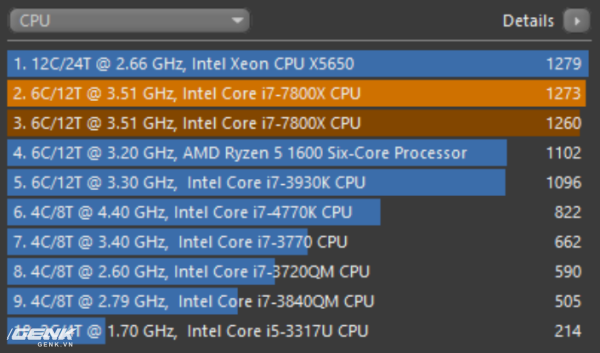 CPU
Details
1. 12C/24T @ 2.66 GHz, Intel Xeon CPU X5650 1279
2. 6C/12T @ 3.51 GHz, Intel Core i7-7800X CPU 1273
3. 6C/12T @ 3.51 GHz, Intel Core i7-7800X CPU 1260
4. 6C/12T @ 3.20 GHz, AMD Ryzen 5 1600 Six-Core Processor 1102
5. 6C/12T @ 3.30 GHz,  Intel Core i7-3930K CPU 1096
6. 4C/8T @ 4.40 GHz, Intel Core i7-4770K CPU 822
7. 4C/8T @ 3.40 GHz,  Intel Core i7-3770 CPU 662
8. 4C/8T @ 2.60 GHz, Intel Core i7-3720QM CPU 590
9. 4C/8T @ 2.79 GHz,  Intel Core i7-3840QM CPU 505
@ 1.70 GHz,  Intel Core i5-3317U CPU 214
GENK
GENK.VN